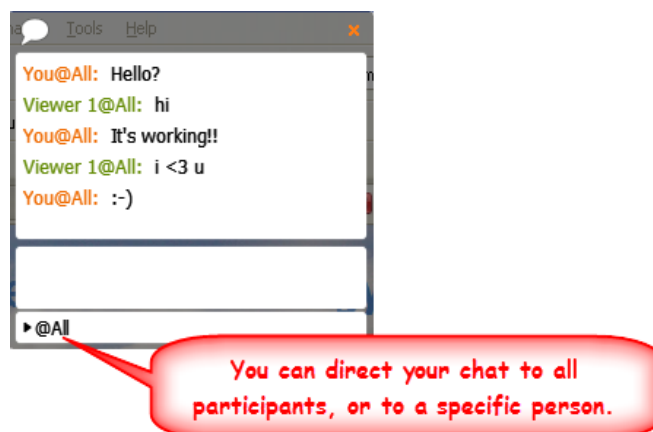 Tools Help
You@All: Hello?
Viewer 1@All: hi
You@All: It's working!!
Viewer 1@All: i <3 u
You@All: :-)
@All
You can direct your chat to all
participants, or to a specific person.